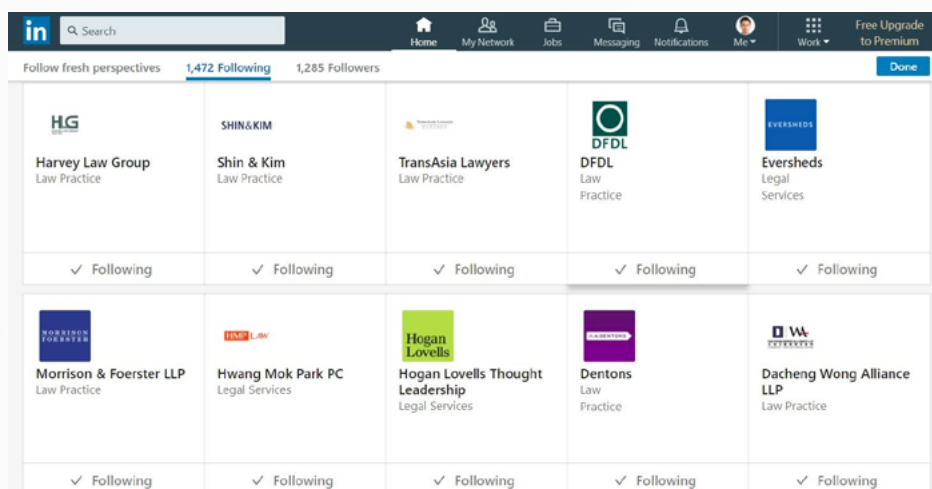 in
Search
Home
My Network
Jobs
Messaging
Notifications
Me
Work
Free Upgrade
to Premium
Follow fresh perspectives
1,472 Following
1,285 Followers
Done
HLG
Harvey Law Group
Law Practice
SHIN&KIM
Shin & Kim
Law Practice
TransAsia Lawyers
Law Practice
DFDL
DFDL
Law
Practice
EVERSHEDS
Eversheds
Legal
Services
Following
Following
Following
Following
Following
MORRISON
FOERSTER
Morrison & Foerster LLP
Law Practice
HMP LAW
Hwang Mok Park PC
Legal Services
Hogan
Lovells
Hogan Lovells Thought
Leadership
Legal Services
DENTONS
Dentons
Law
Practice
Dacheng Wong Alliance
LLP
Law Practice
Following
Following
Following
Following
Following